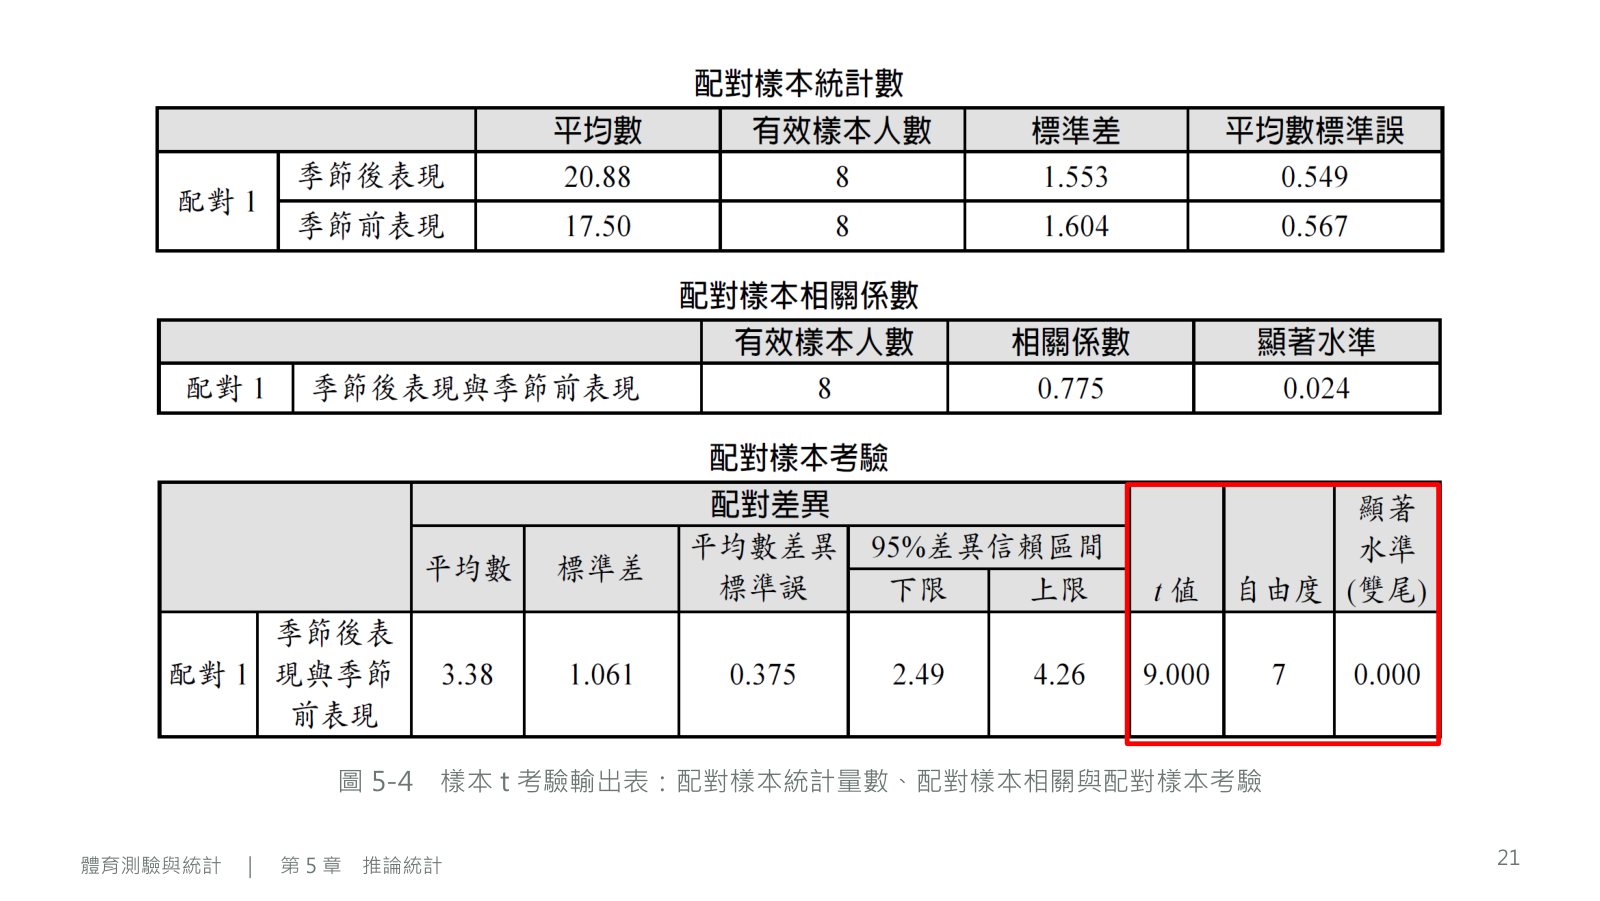 配對樣本統計數
平均數 有效樣本人數 標準差 平均數標準誤
配對 1 季節後表現 20.88 8 1.553 0.549
季節前表現 17.50 8 1.604 0.567
配對樣本相關係數
有效樣本人數 相關係數 顯著水準
配對 1 季節後表現與季節前表現 8 0.775 0.024
配對樣本考驗
配對差異
平均數 標準差 平均數差異
標準誤
95%差異信賴區間
下限 上限
t 值 自由度 顯著
水準
(雙尾)
配對 1 季節後表
現與季節
前表現
3.38 1.061 0.375 2.49 4.26 9.000 7 0.000
圖 5-4 樣本 t 考驗輸出表：配對樣本統計量數、配對樣本相關與配對樣本考驗
體育測驗與統計 | 第 5 章 推論統計
21